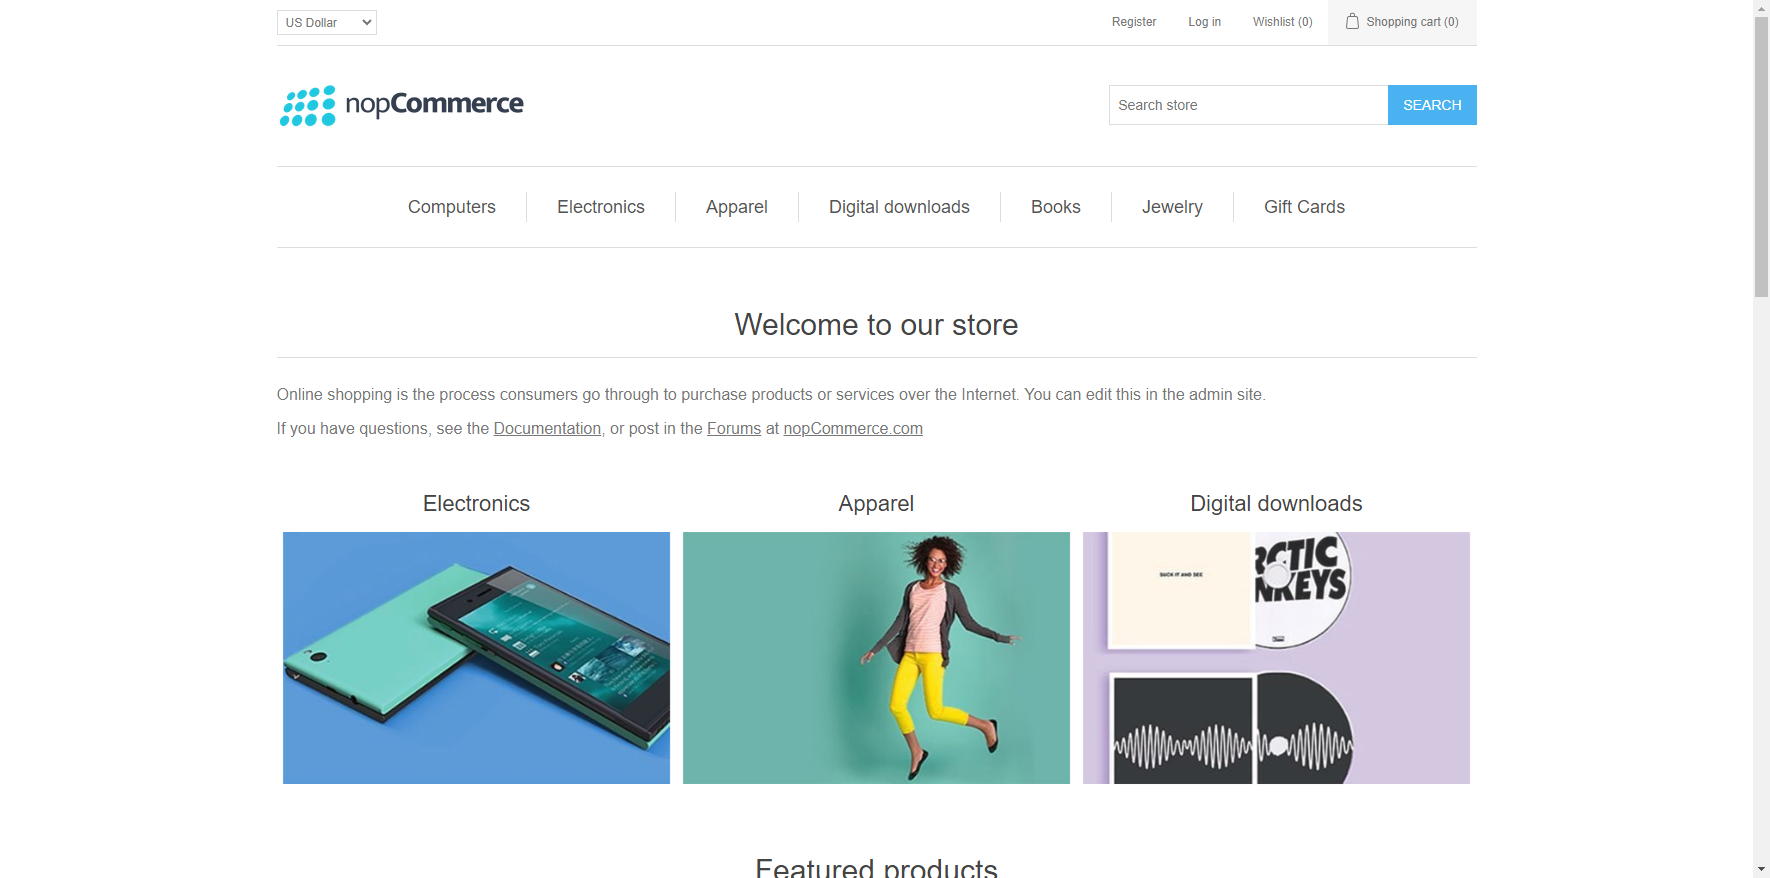 US Dollar
Register Log in Wishlist (0) Shopping cart (0)
nopCommerce
Search store SEARCH
Computers Electronics Apparel Digital downloads Books Jewelry Gift Cards
Welcome to our store
Online shopping is the process consumers go through to purchase products or services over the Internet. You can edit this in the admin site.
If you have questions, see the Documentation, or post in the Forums at nopCommerce.com
Electronics Apparel Digital downloads
SUCK IT AND SEE
RCTIC
NKEYS
Featured products